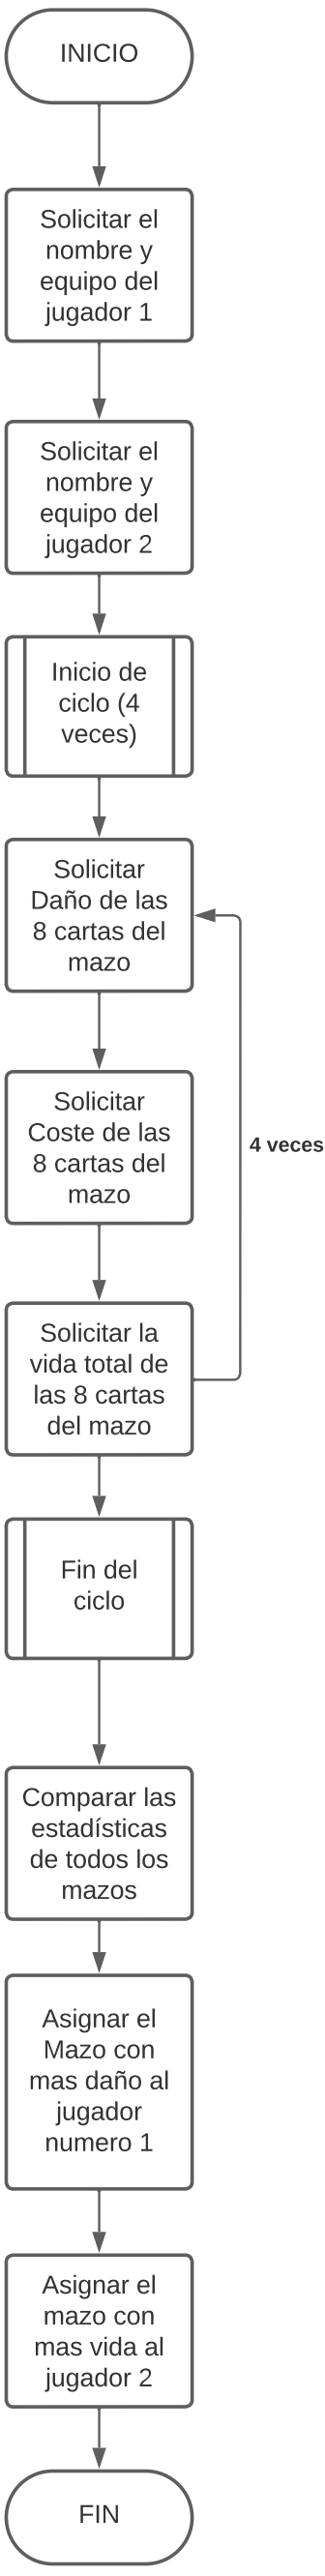 INICIO
Solicitar el
nombre y
equipo del
jugador 1
Solicitar el
nombre y
equipo del
jugador 2
Inicio de
ciclo (4
veces)
Solicitar
Daño de las
8 cartas del
mazo
Solicitar
Coste de las
8 cartas del
mazo
4 veces
Solicitar la
vida total de
las 8 cartas
del mazo
Fin del
ciclo
Comparar las
estadísticas
de todos los
mazos
Asignar el
Mazo con
mas daño al
jugador
numero 1
Asignar el
mazo con
mas vida al
jugador 2
FIN